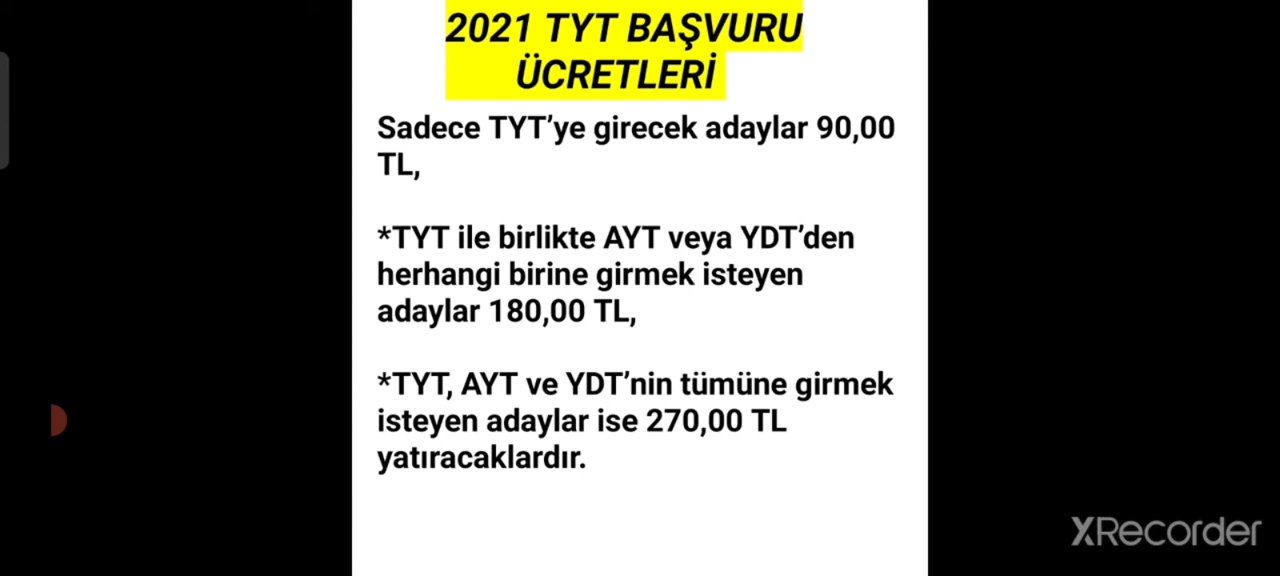 2021 TYT BAŞVURU
ÜCRETLERİ
Sadece TYT’ye girecek adaylar 90,00
TL,
*TYT ile birlikte AYT veya YDT’den
herhangi birine girmek isteyen
adaylar 180,00 TL,
*TYT, AYT ve YDT’nin tümüne girmek
isteyen adaylar ise 270,00 TL
yatıracaklardır.
XRecorder